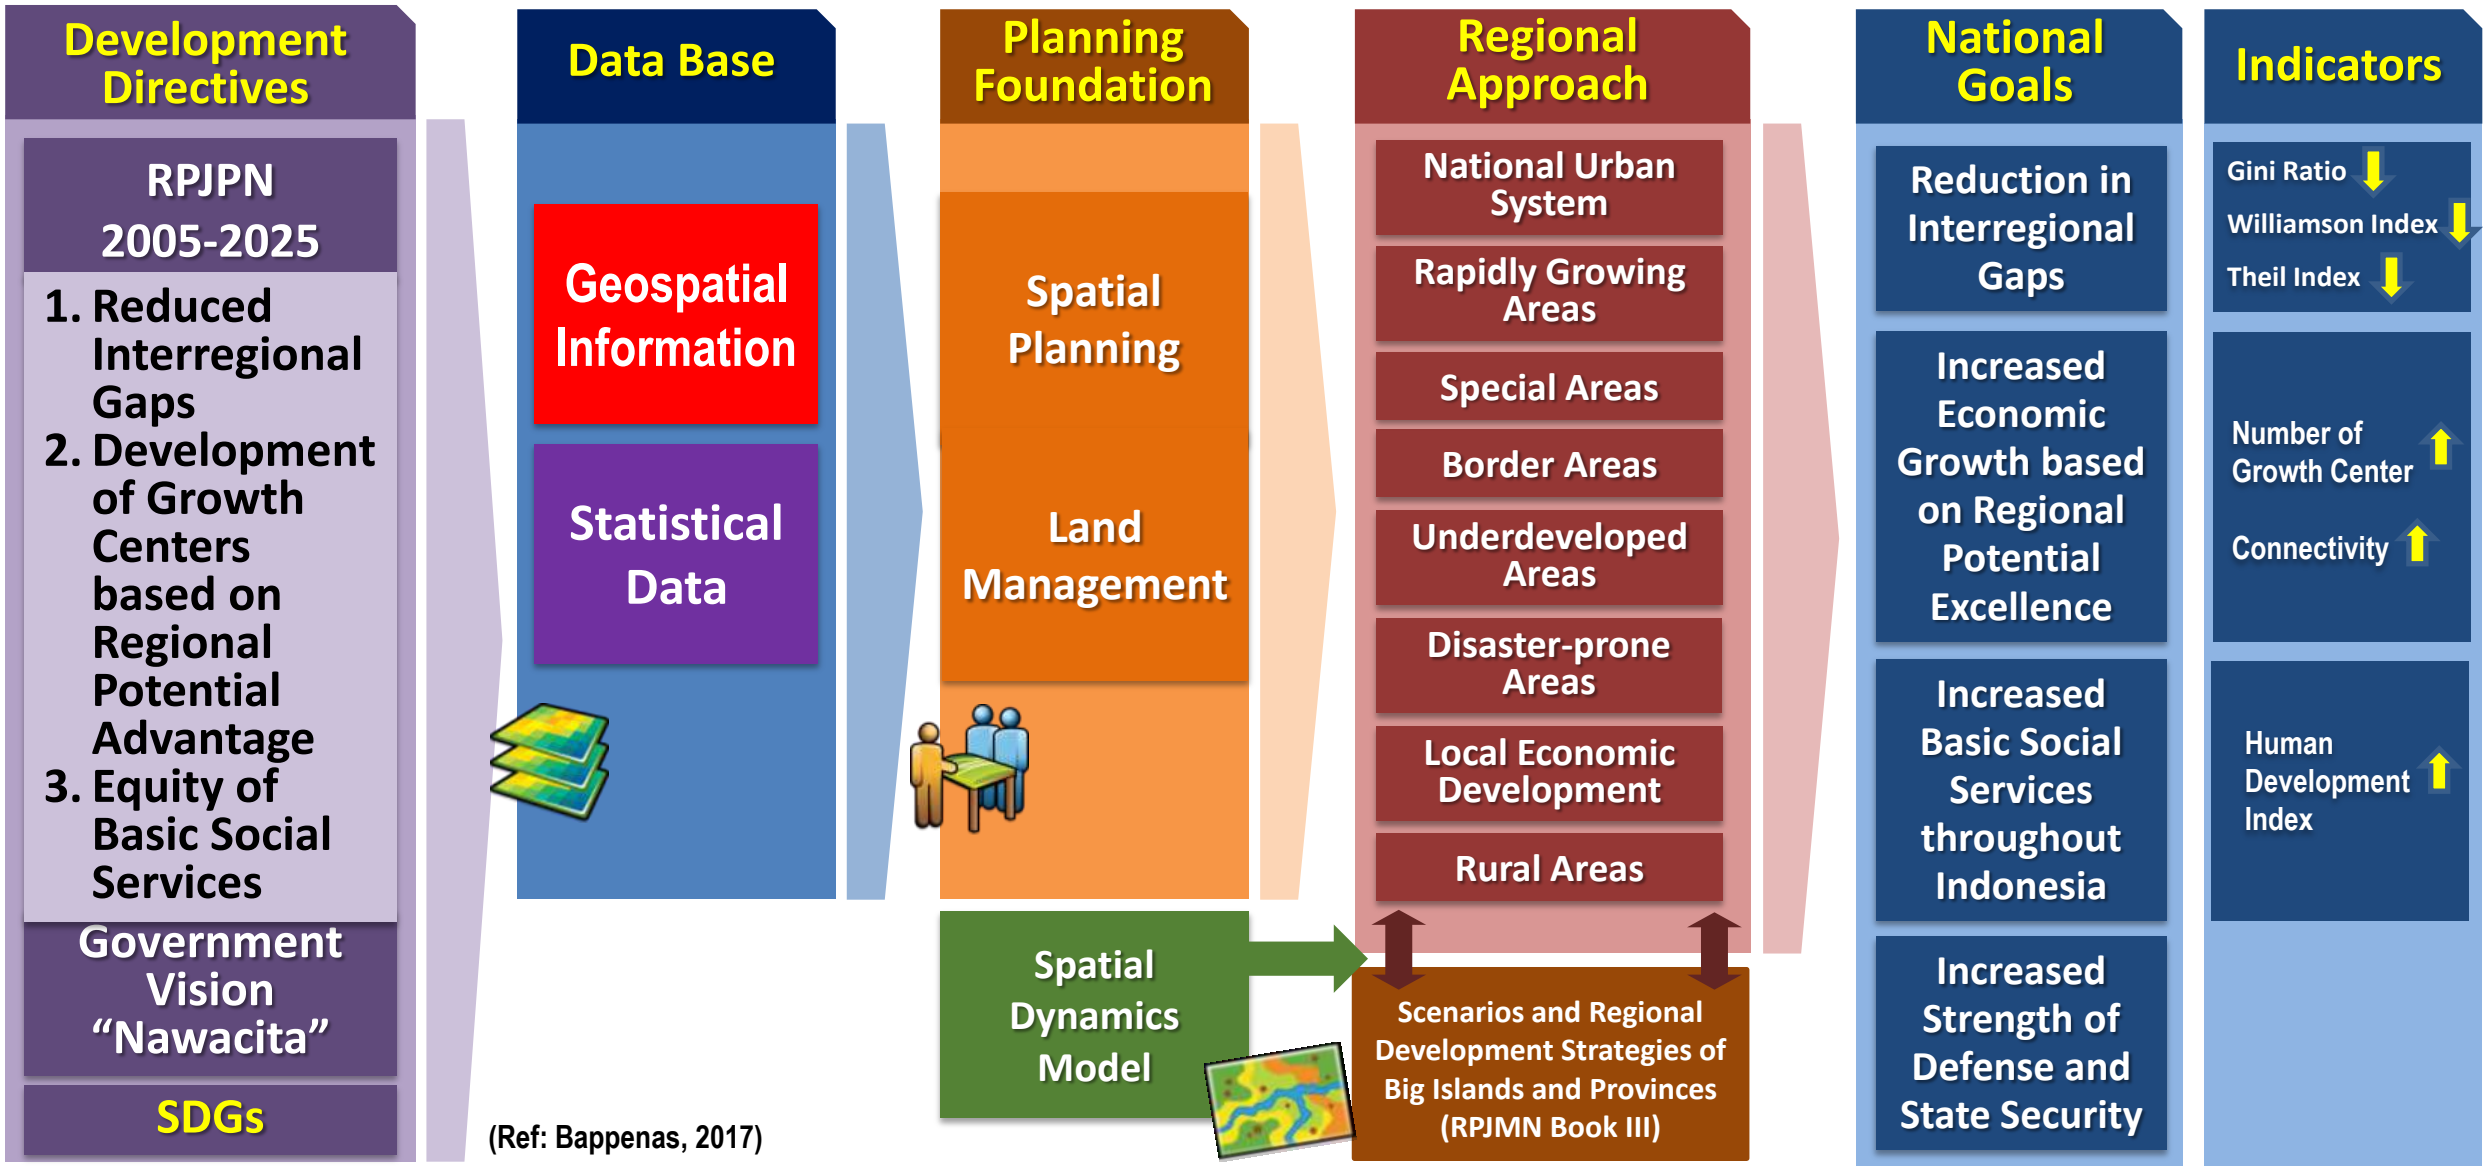 Development
Directives
RPJPN
2005-2025
1. Reduced
Interregional
Gaps
2. Development
of Growth
Centers
based on
Regional
Potential
Advantage
3. Equity of
Basic Social
Services
Government
Vision
“Nawacita”
SDGs
Data Base
Geospatial
Information
Statistical
Data
(Ref: Bappenas, 2017)
Planning
Foundation
Spatial
Planning
Land
Management
Spatial
Dynamics
Model
Regional
Approach
National Urban
System
Rapidly Growing
Areas
Special Areas
Border Areas
Underdeveloped
Areas
Disaster-prone
Areas
Local Economic
Development
Rural Areas
Scenarios and Regional
Development Strategies of
Big Islands and Provinces
(RPJMN Book III)
National
Goals
Reduction in
Interregional
Gaps
Increased
Economic
Growth based
on Regional
Potential
Excellence
Increased
Basic Social
Services
throughout
Indonesia
Increased
Strength of
Defense and
State Security
Indicators
Gini Ratio
Williamson Index
Theil Index
Number of
Growth Center
Connectivity
Human
Development
Index